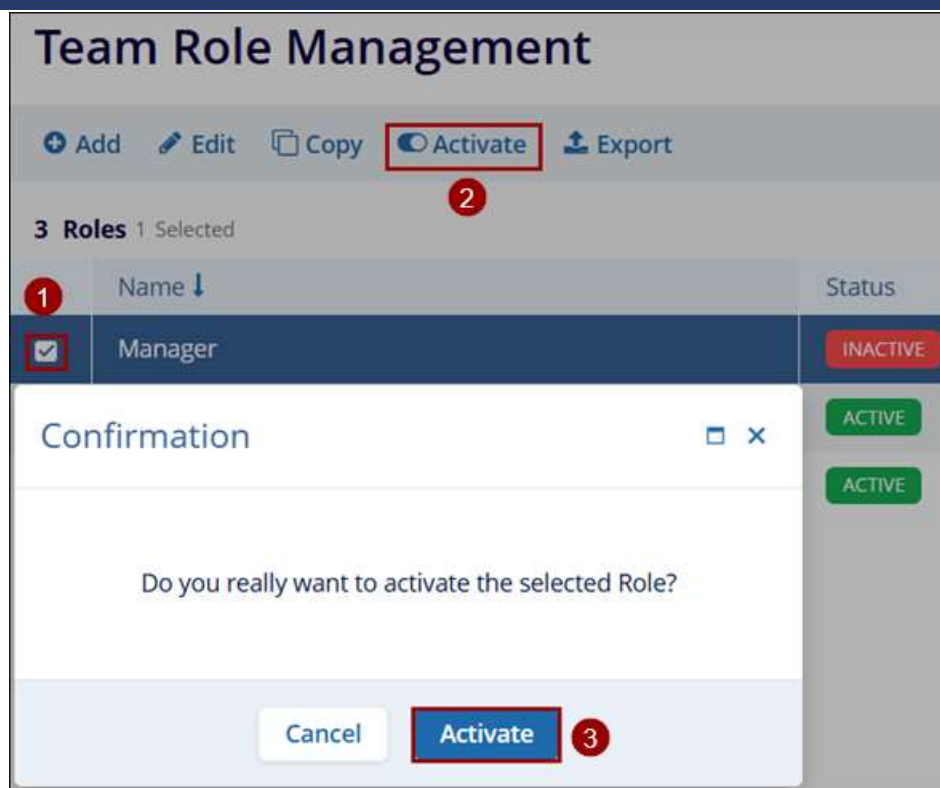 Team Role Management
Add Edit Copy Activate Export
2
3 Roles 1 Selected
1
Name Status
Manager INACTIVE
ACTIVE
ACTIVE
Confirmation
Do you really want to activate the selected Role?
Cancel Activate 3